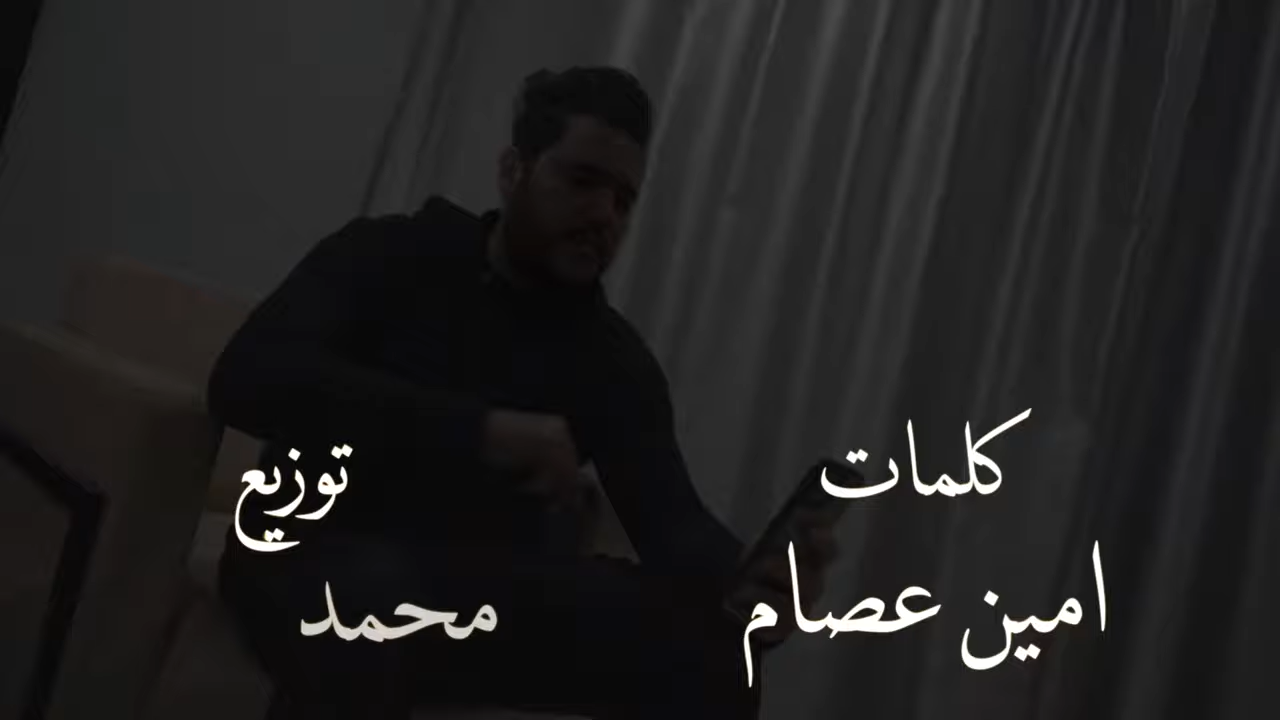 كلمات
امين عصام
توزيع
محمد